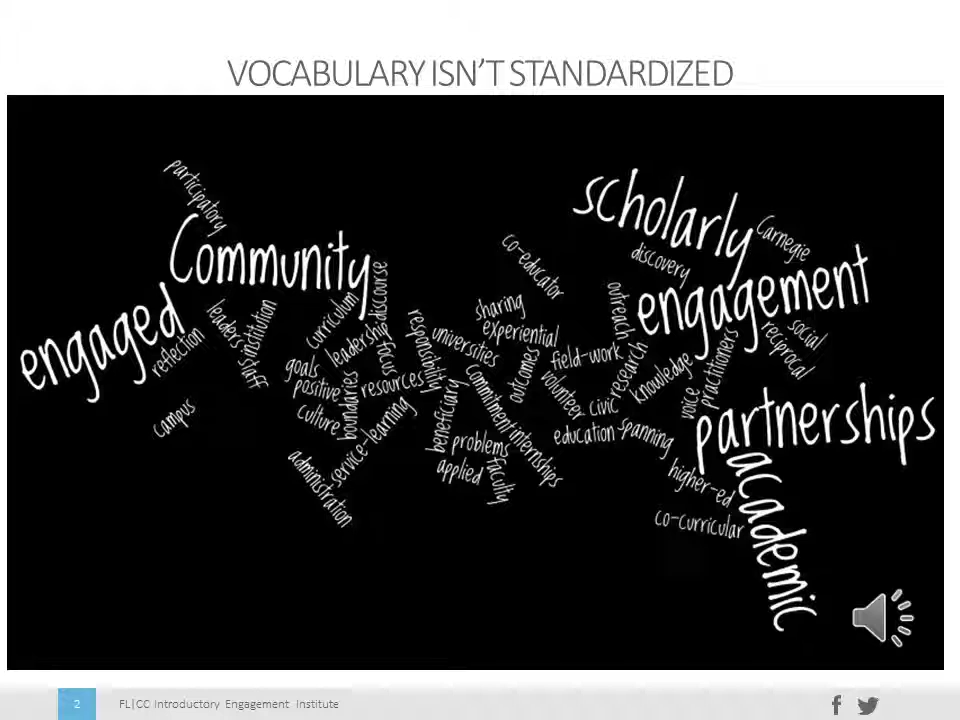 VOCABULARY ISN'T STANDARDIZED
participatory
Community
engaged
reflection
leaders
staff
institution
campus
curriculum
discourse
leadership
focus
goals
positive
culture
boundaries
resources
service-learning
administration
responsibility
universities
sharing
experiential
co-educator
outcomes
Commitment
internships
beneficiary
problems
applied
faculty
volunteer
field-work
civic
education
spanning
outreach
research
knowledge
voice
practitioners
scholarly
discovery
Carnegie
engagement
social
reciprocal
partnerships
academic
higher-ed
co-curricular
2
FL|CC Introductory Engagement Institute